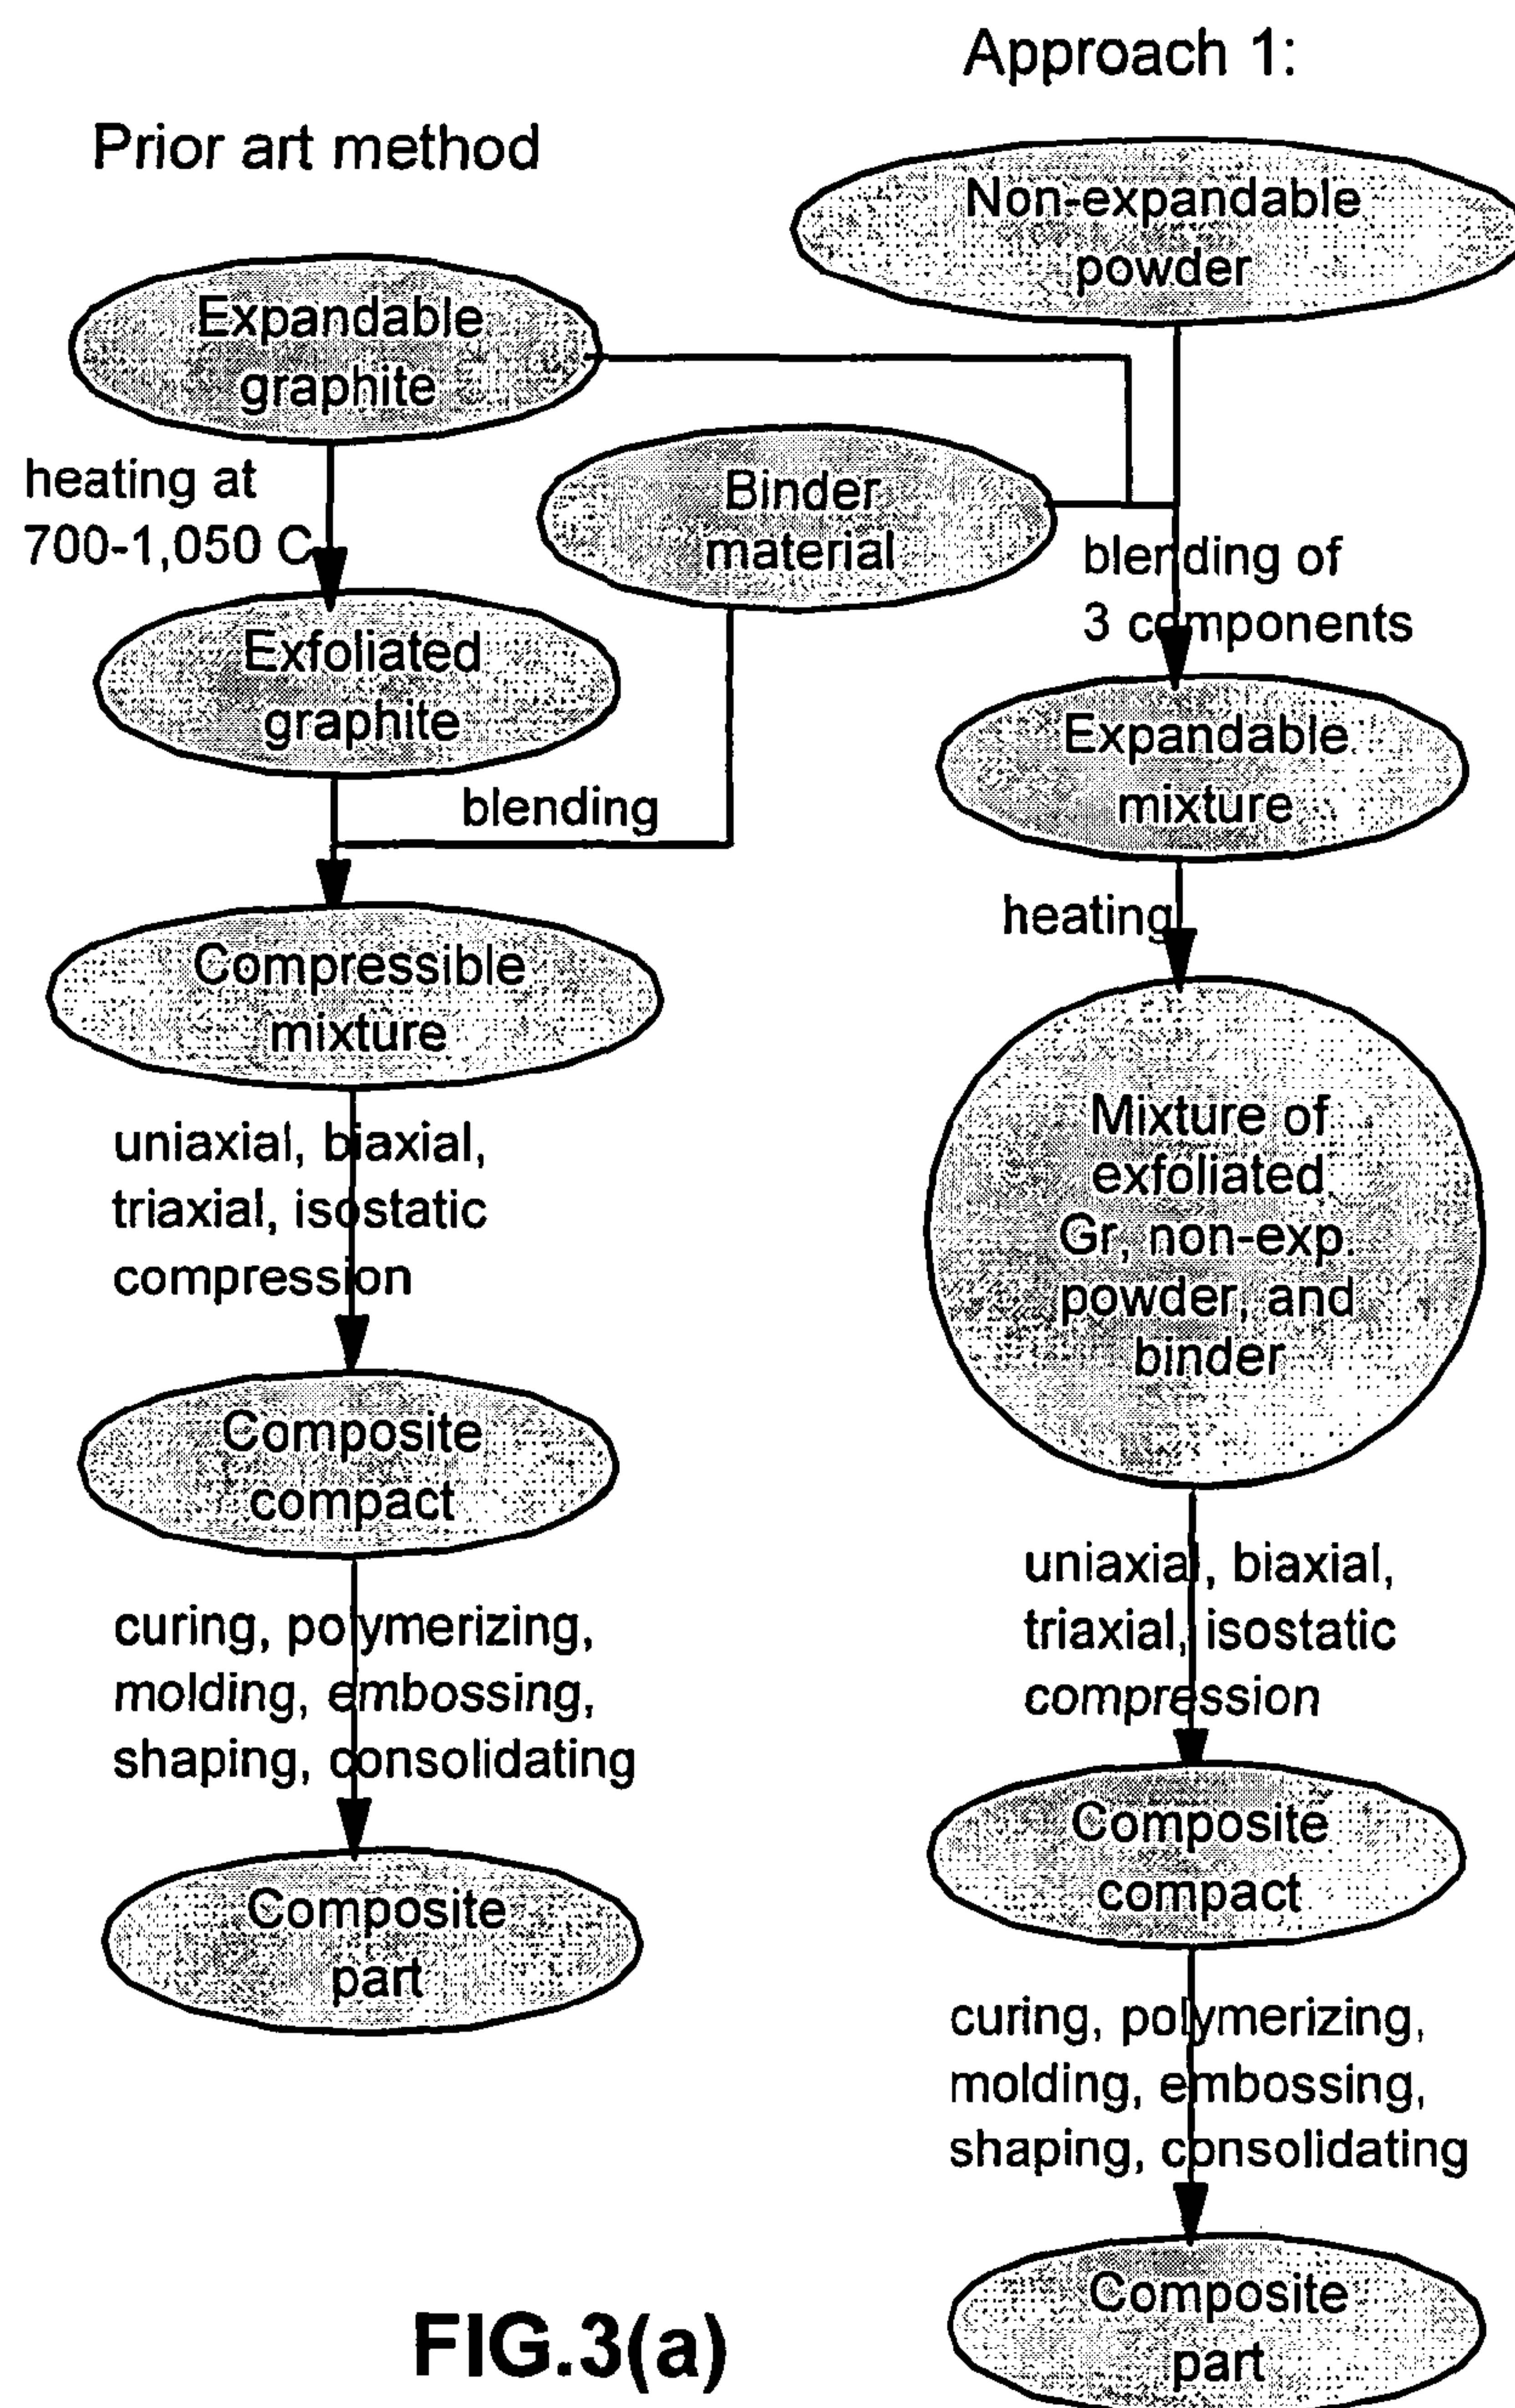 Approach 1:
Prior art method
Non-expandable
powder
Expandable
graphite
heating at
700-1,050 C
Binder
material
blending of
3 components
Exfoliated
graphite
Expandable
mixture
blending
heating
Compressible
mixture
Mixture of
exfoliated
Gr, non-exp.
powder, and
binder
uniaxial, biaxial,
triaxial, isostatic
compression
Composite
compact
uniaxial, biaxial,
triaxial, isostatic
compression
curing, polymerizing,
molding, embossing,
shaping, consolidating
Composite
compact
Composite
part
curing, polymerizing,
molding, embossing,
shaping, consolidating
Composite
part
FIG.3(a)